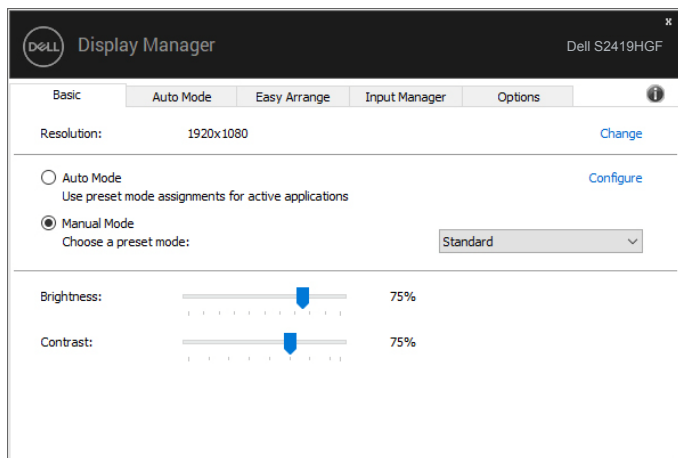 x
DELL Display Manager Dell S2419HGF
Basic Auto Mode Easy Arrange Input Manager Options i
Resolution: 1920x1080 Change
Auto Mode Configure
Use preset mode assignments for active applications
Manual Mode
Choose a preset mode: Standard
Brightness: 75%
Contrast: 75%